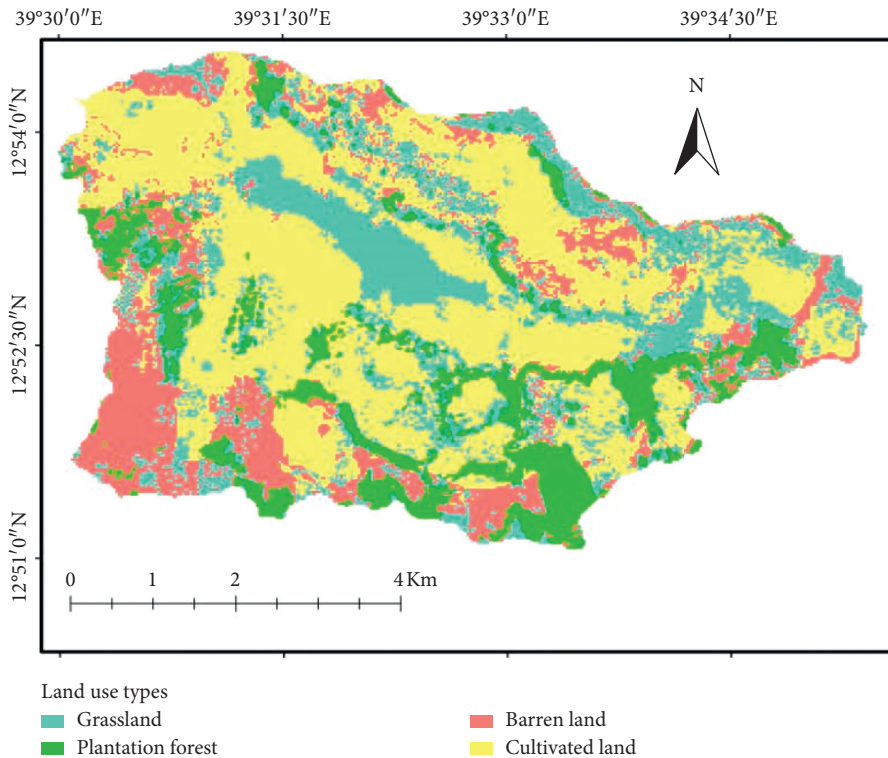 39°30′0″E 39°31′30″E 39°33′0″E 39°34′30″E
N
12°54′0″N
12°52′30″N
12°51′0″N
0 1 2 4 Km
Land use types
Grassland Barren land
Plantation forest Cultivated land